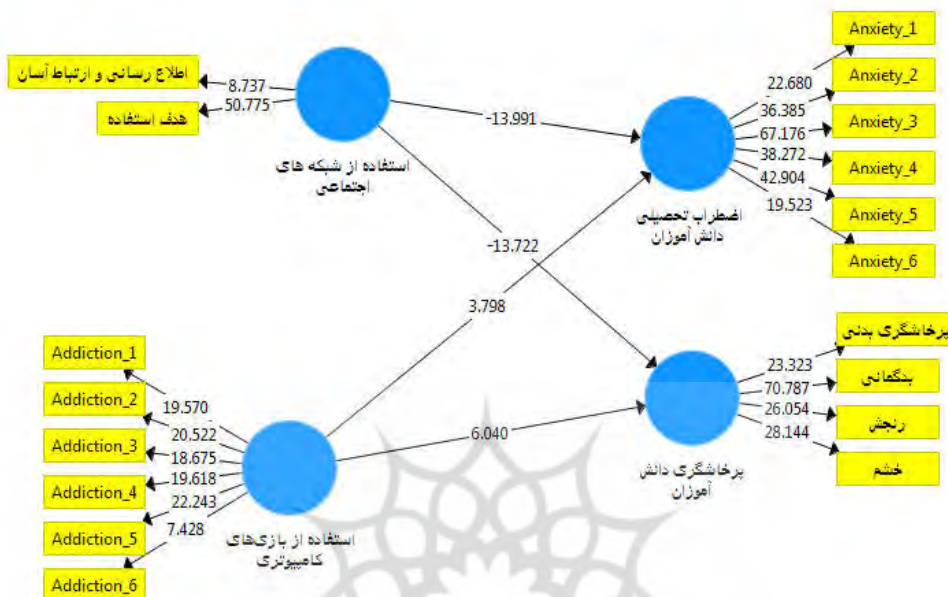 Anxiety_1
اطلاع رسانی و ارتباط آسان
8.737
22.680
Anxiety_2
50.775
36.385
هدف استفاده
-13.991
67.176
Anxiety_3
38.272
Anxiety_4
استفاده از شبکه های
اجتماعی
42.904
Anxiety_5
اضطراب تحصیلی
دانش آموزان
19.523
-13.722
Anxiety_6
3.798
پرخاشگری بدنی
Addiction_1
23.323
70.787
بدگمانی
Addiction_2
19.570
26.054
رنجش
20.522
6.040
28.144
Addiction_3
18.675
خشم
19.618
پرخاشگری دانش
آموزان
Addiction_4
22.243
7.428
Addiction_5
استفاده از بازی‌های
کامپیوتری
Addiction_6